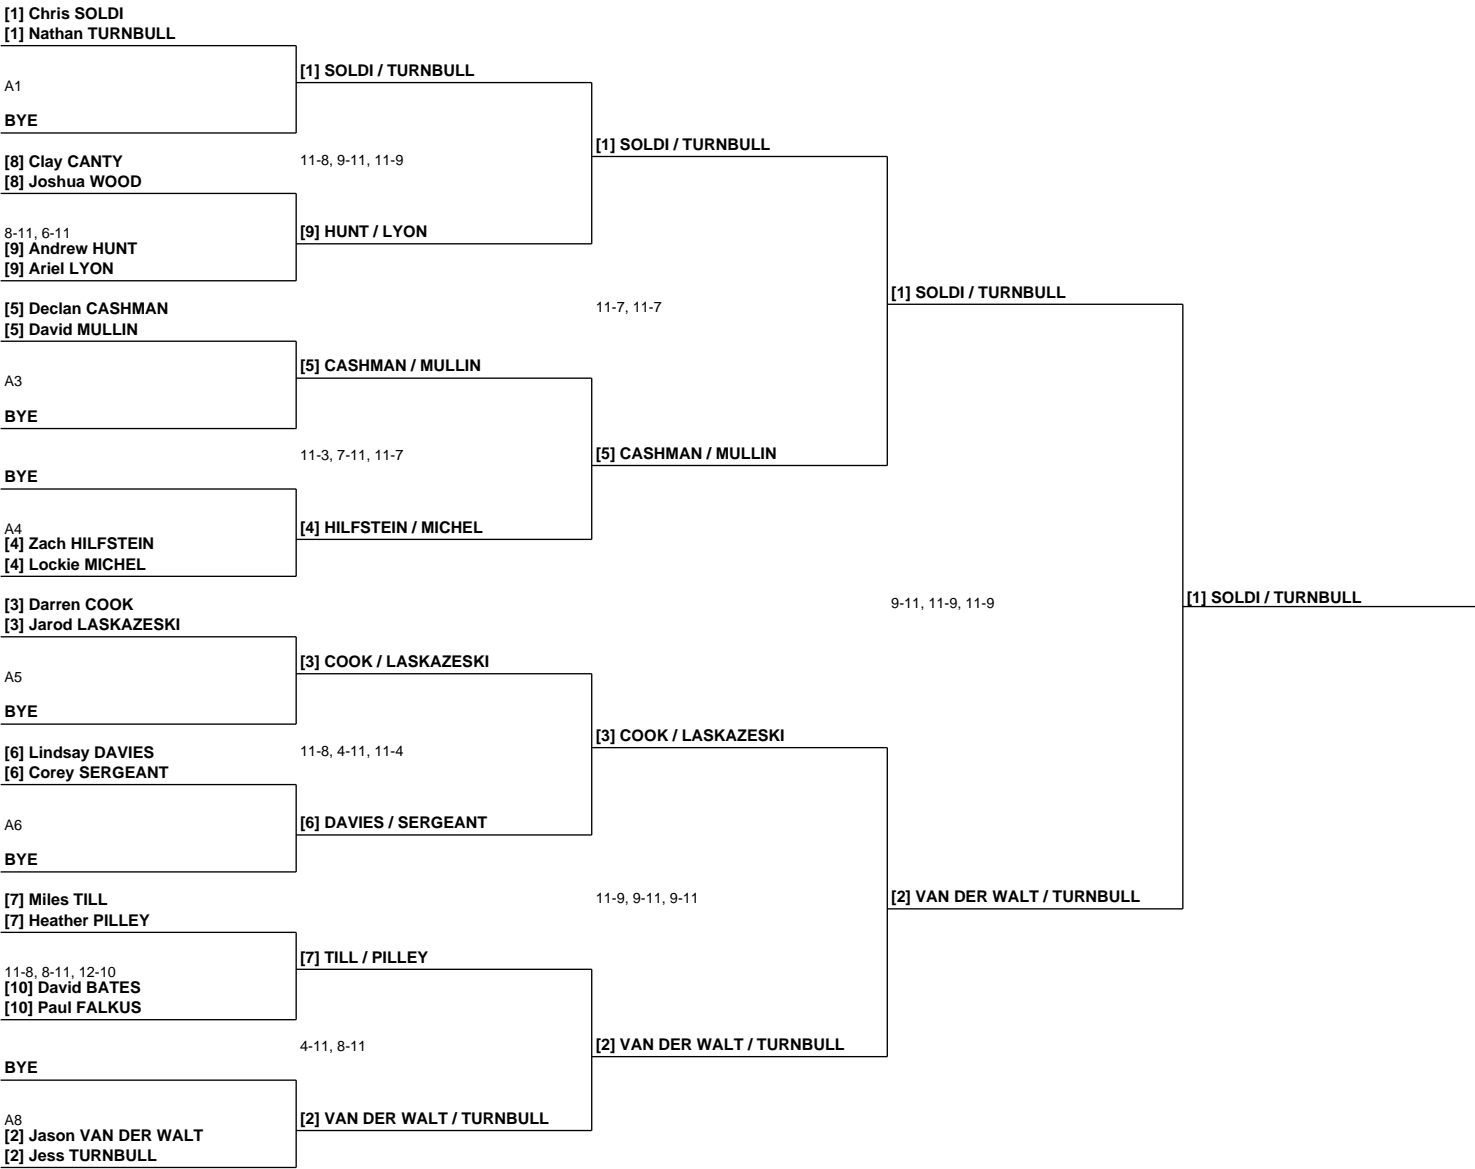 [1] Chris SOLDI
[1] Nathan TURNBULL
[1] SOLDI / TURNBULL
A1
BYE
[1] SOLDI / TURNBULL
[8] Clay CANTY
11-8, 9-11, 11-9
[8] Joshua WOOD
8-11, 6-11
[9] HUNT / LYON
[9] Andrew HUNT
[9] Ariel LYON
[1] SOLDI / TURNBULL
[5] Declan CASHMAN
11-7, 11-7
[5] David MULLIN
[5] CASHMAN / MULLIN
A3
BYE
11-3, 7-11, 11-7
[5] CASHMAN / MULLIN
BYE
A4
[4] HILFSTEIN / MICHEL
[4] Zach HILFSTEIN
[4] Lockie MICHEL
[1] SOLDI / TURNBULL
[3] Darren COOK
9-11, 11-9, 11-9
[3] Jarod LASKAZESKI
[3] COOK / LASKAZESKI
A5
BYE
[3] COOK / LASKAZESKI
[6] Lindsay DAVIES
11-8, 4-11, 11-4
[6] Corey SERGEANT
A6
[6] DAVIES / SERGEANT
BYE
[7] Miles TILL
11-9, 9-11, 9-11
[2] VAN DER WALT / TURNBULL
[7] Heather PILLEY
[7] TILL / PILLEY
11-8, 8-11, 12-10
[10] David BATES
[10] Paul FALKUS
4-11, 8-11
[2] VAN DER WALT / TURNBULL
BYE
A8
[2] VAN DER WALT / TURNBULL
[2] Jason VAN DER WALT
[2] Jess TURNBULL